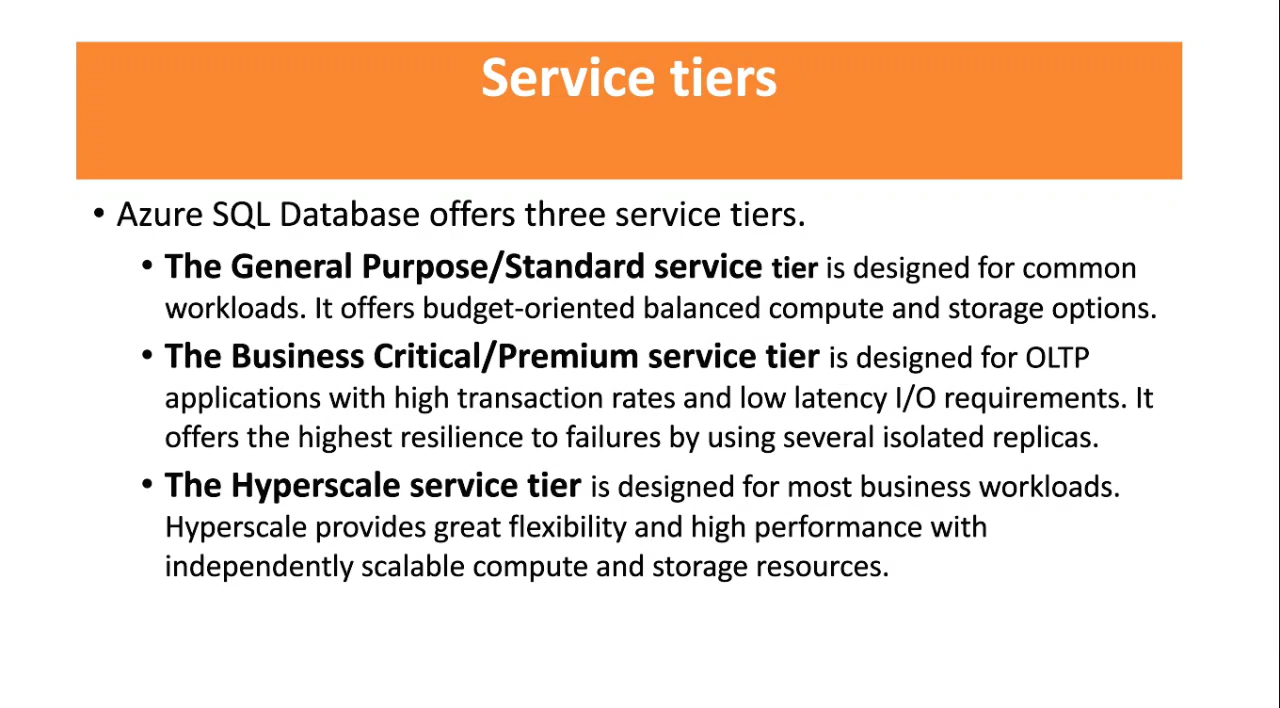 Service tiers
• Azure SQL Database offers three service tiers.
• The General Purpose/Standard service tier is designed for common
workloads. It offers budget-oriented balanced compute and storage options.
• The Business Critical/Premium service tier is designed for OLTP
applications with high transaction rates and low latency I/O requirements. It
offers the highest resilience to failures by using several isolated replicas.
• The Hyperscale service tier is designed for most business workloads.
Hyperscale provides great flexibility and high performance with
independently scalable compute and storage resources.